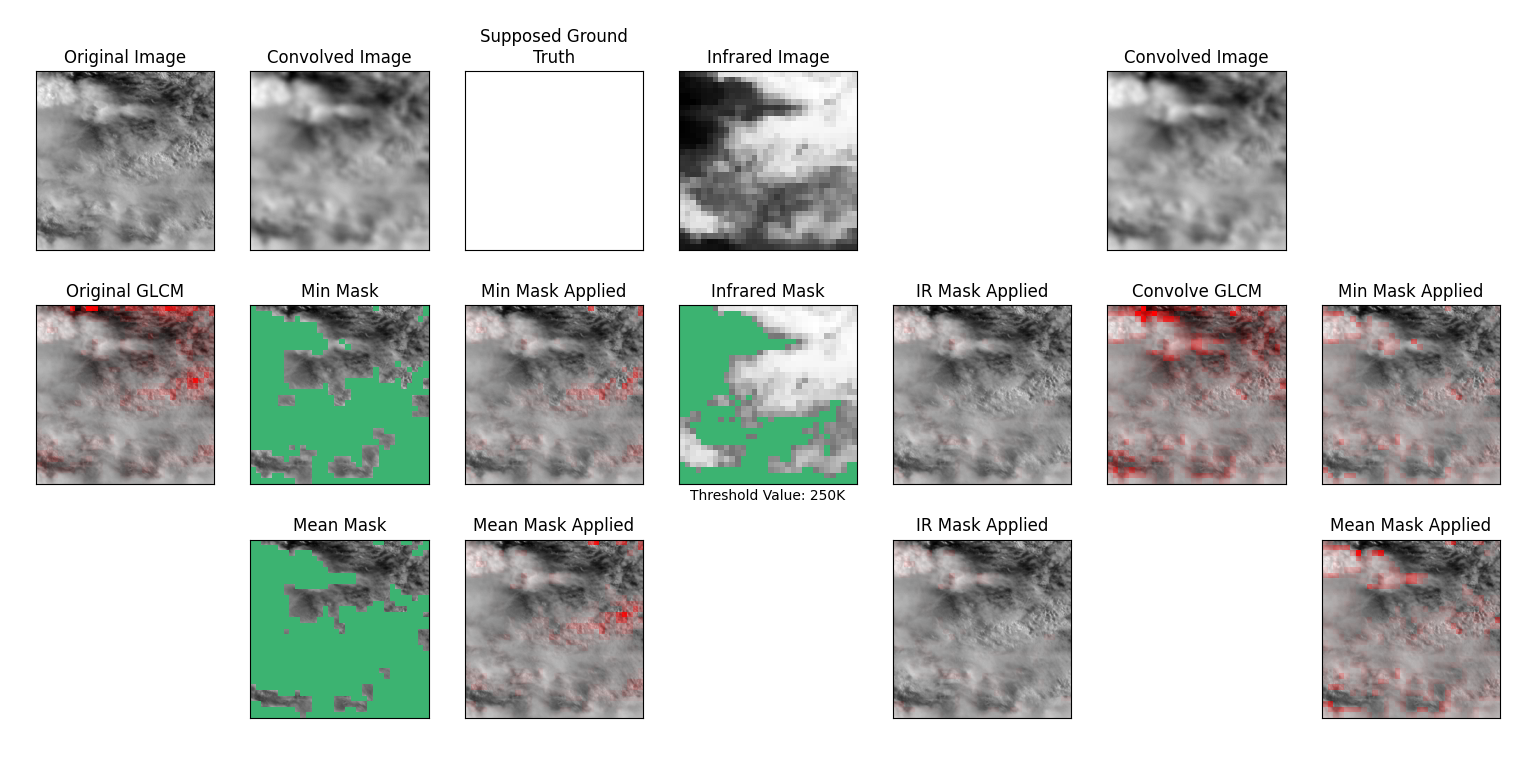 Original Image
Convolved Image
Supposed Ground
Truth
Infrared Image
Convolved Image
Original GLCM
Min Mask
Min Mask Applied
Infrared Mask
IR Mask Applied
Convolve GLCM
Min Mask Applied
Threshold Value: 250K
Mean Mask
Mean Mask Applied
IR Mask Applied
Mean Mask Applied